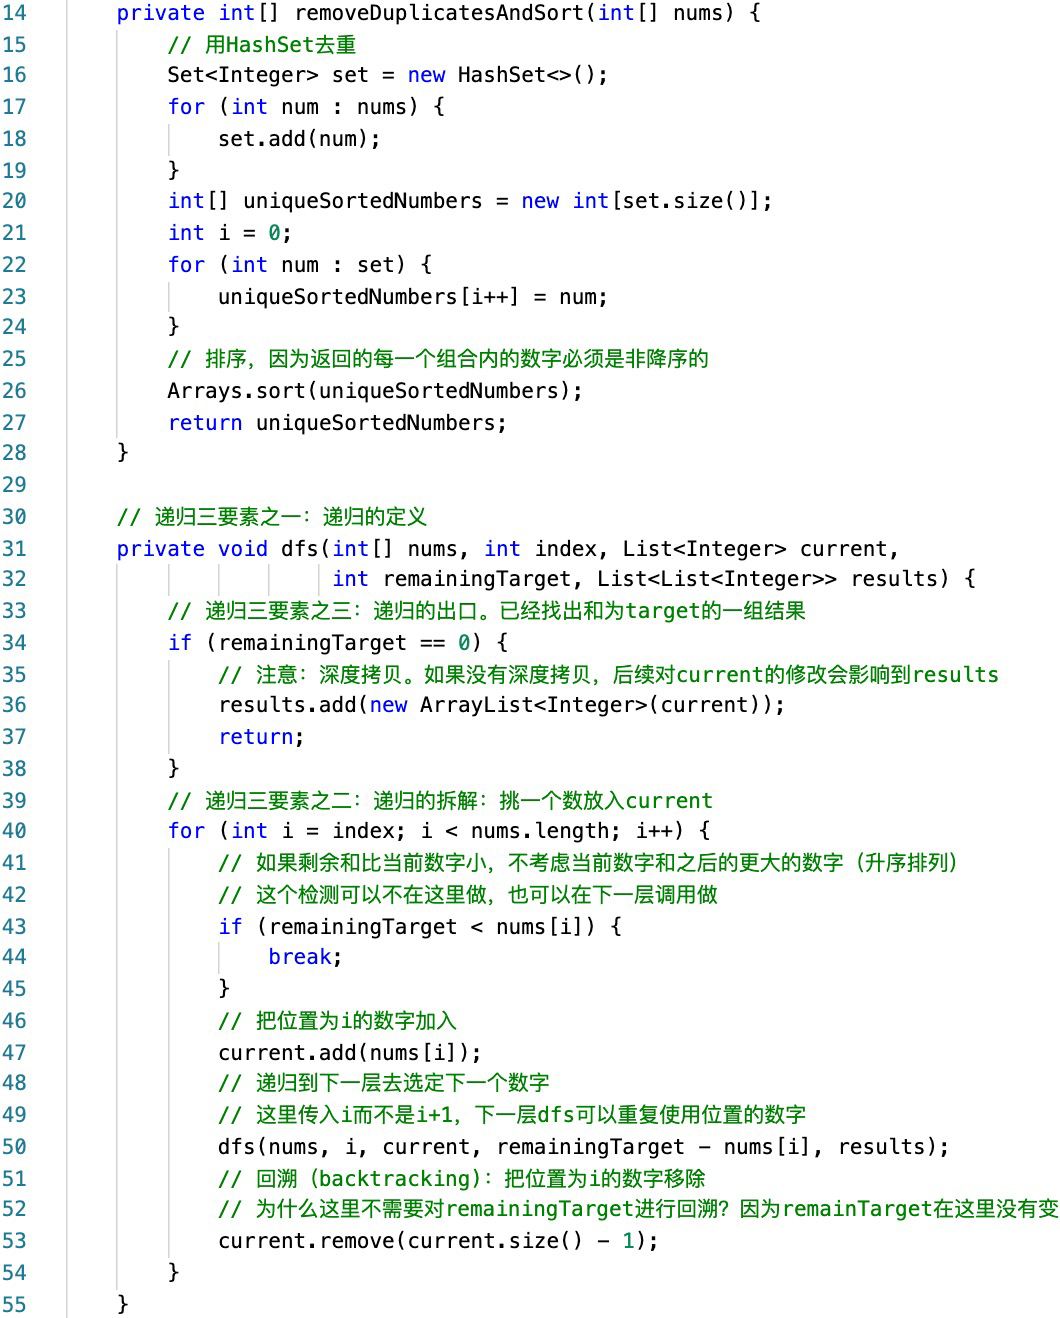 14 private int[] removeDuplicatesAndSort(int[] nums) {
15 // 用HashSet去重
16 Set<Integer> set = new HashSet<>();
17 for (int num : nums) {
18 set.add(num);
19 }
20 int[] uniqueSortedNumbers = new int[set.size()];
21 int i = 0;
22 for (int num : set) {
23 uniqueSortedNumbers[i++] = num;
24 }
25 // 排序，因为返回的每一个组合内的数字必须是非降序的
26 Arrays.sort(uniqueSortedNumbers);
27 return uniqueSortedNumbers;
28 }
29
30 // 递归三要素之一：递归的定义
31 private void dfs(int[] nums, int index, List<Integer> current,
32 int remainingTarget, List<List<Integer>> results) {
33 // 递归三要素之三：递归的出口。已经找出和为target的一组结果
34 if (remainingTarget == 0) {
35 // 注意：深度拷贝。如果没有深度拷贝，后续对current的修改会影响到results
36 results.add(new ArrayList<Integer>(current));
37 return;
38 }
39 // 递归三要素之二：递归的拆解：挑一个数放入current
40 for (int i = index; i < nums.length; i++) {
41 // 如果剩余和比当前数字小，不考虑当前数字和之后的更大的数字（升序排列）
42 // 这个检测可以不在这里做，也可以在下一层调用做
43 if (remainingTarget < nums[i]) {
44 break;
45 }
46 // 把位置为i的数字加入
47 current.add(nums[i]);
48 // 递归到下一层去选定下一个数字
49 // 这里传入i而不是i+1，下一层dfs可以重复使用位置的数字
50 dfs(nums, i, current, remainingTarget - nums[i], results);
51 // 回溯（backtracking）：把位置为i的数字移除
52 // 为什么这里不需要对remainingTarget进行回溯？因为remainTarget在这里没有变
53 current.remove(current.size() - 1);
54 }
55 }